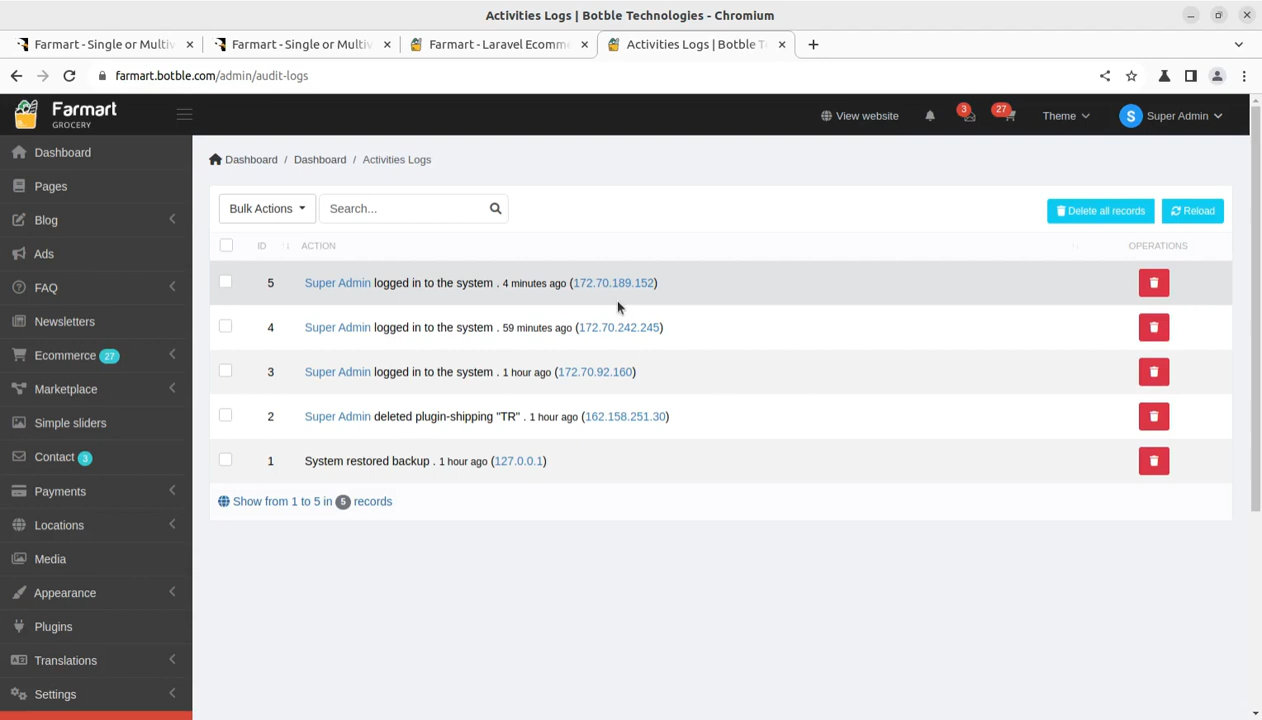 Activities Logs | Botble Technologies - Chromium
Farmart - Single or Multiv
Farmart - Single or Multiv
Farmart - Laravel Ecomme
Activities Logs | Botble T
farmart.botble.com/admin/audit-logs
Farmart
GROCERY
View website
3
27
Theme
S
Super Admin
Dashboard
Pages
Blog
Ads
FAQ
Newsletters
Ecommerce 27
Marketplace
Simple sliders
Contact 3
Payments
Locations
Media
Appearance
Plugins
Translations
Settings
Dashboard / Dashboard / Activities Logs
Bulk Actions Search... Delete all records Reload
ID ACTION OPERATIONS
5 Super Admin logged in to the system . 4 minutes ago (172.70.189.152)
4 Super Admin logged in to the system . 59 minutes ago (172.70.242.245)
3 Super Admin logged in to the system . 1 hour ago (172.70.92.160)
2 Super Admin deleted plugin-shipping "TR" . 1 hour ago (162.158.251.30)
1 System restored backup . 1 hour ago (127.0.0.1)
Show from 1 to 5 in 5 records